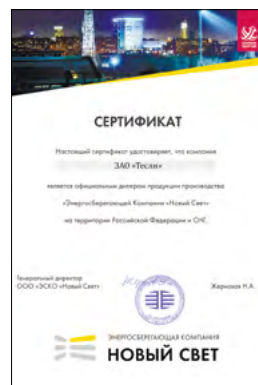 СЕРТИФИКАТ
Настоящий сертификат удостоверяет, что компания
ЗАО «Тесли»
является официальным дилером продукции производства
«Энергосберегающей Компании «Новый Свет»
на территории Российской Федерации и СНГ.
Генеральный директор
ООО «ЭСКО «Новый Свет»
Жарнова Н.А.
ЭНЕРГОСБЕРЕГАЮЩАЯ КОМПАНИЯ
НОВЫЙ СВЕТ